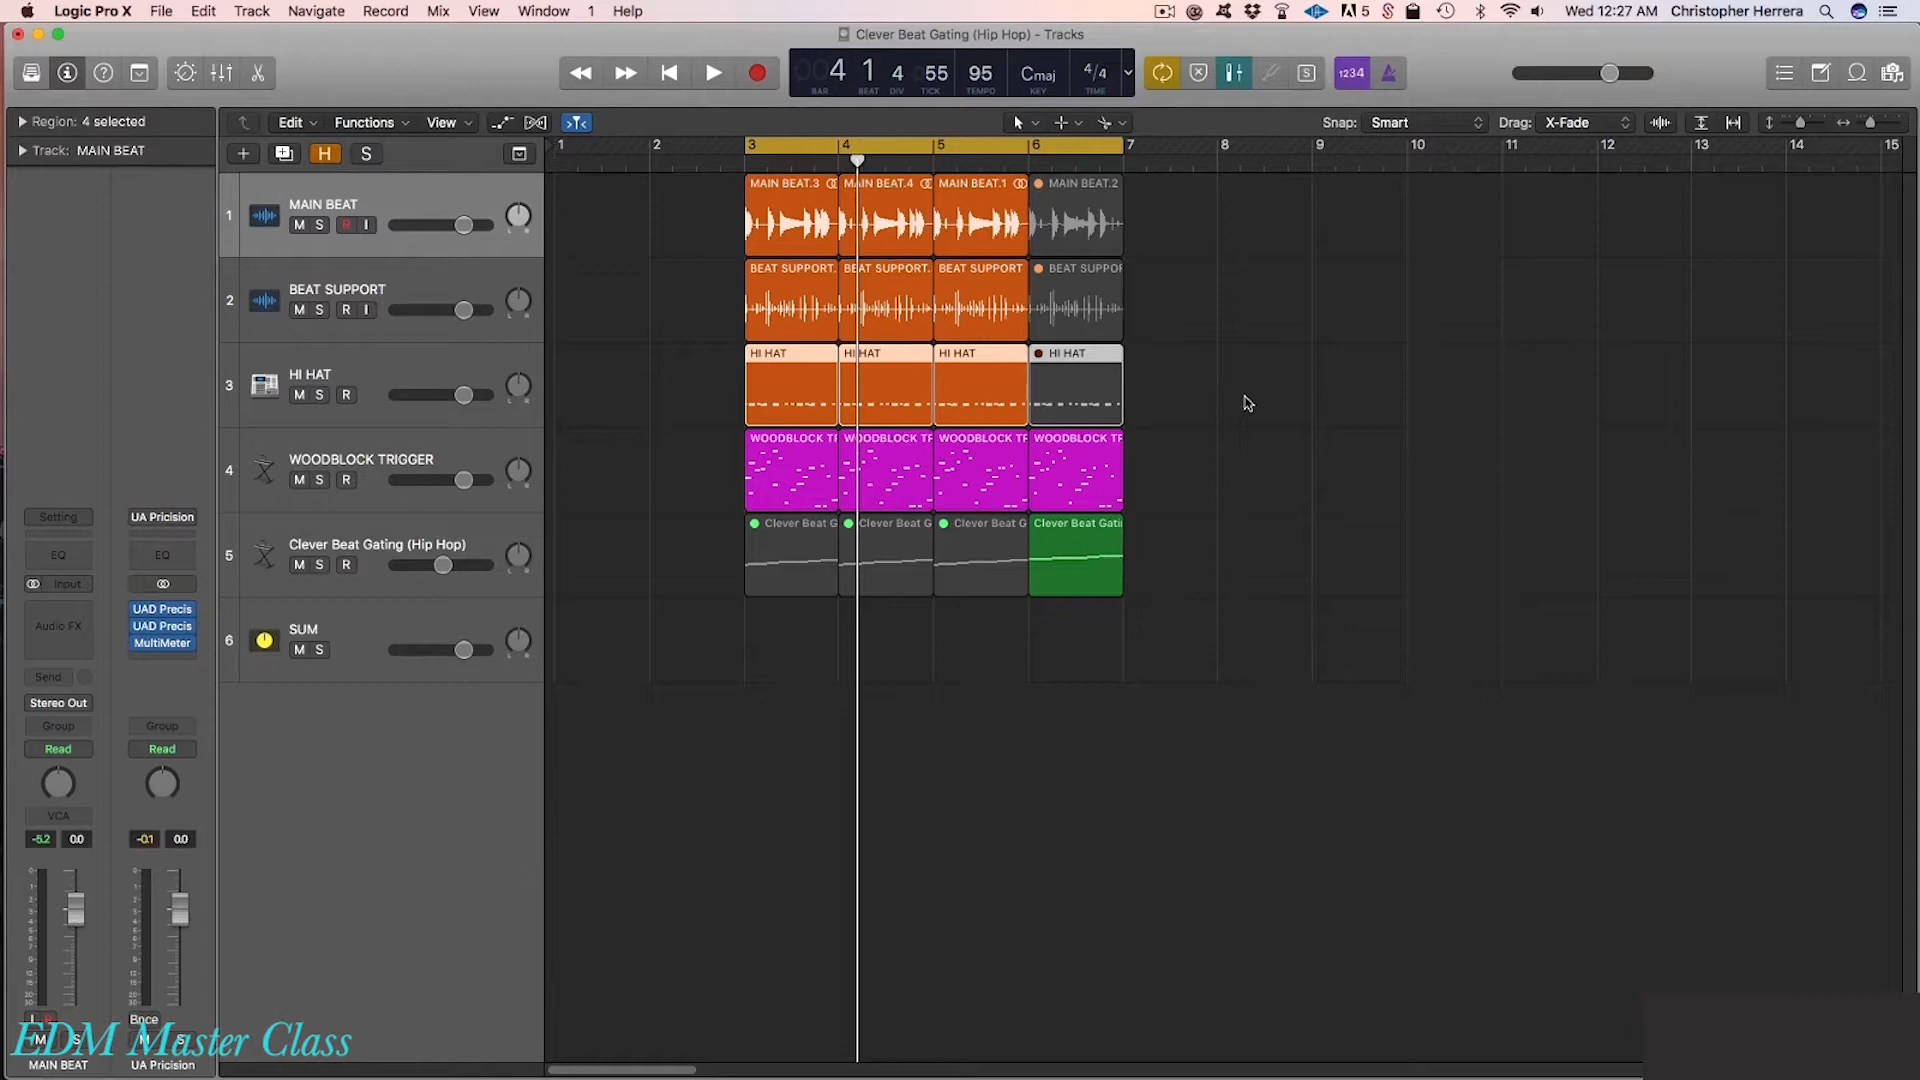 Logic Pro X File Edit Track Navigate Record Mix View Window 1 Help
5 Wed 12:27 AM Christopher Herrera
Clever Beat Gating (Hip Hop) - Tracks
4 1 4 55 95 Cmaj 4/4
BAR BEAT DIV TICK TEMPO KEY TIME
S 1234
Region: 4 selected
Edit Functions View
Snap: Smart Drag: X-Fade
Track: MAIN BEAT
H S
1 2 3 4 5 6 7 8 9 10 11 12 13 14 15
1 MAIN BEAT
M S R I
MAIN BEAT.3 MAIN BEAT.4 MAIN BEAT.1 MAIN BEAT.2
2 BEAT SUPPORT
M S R I
BEAT SUPPORT. BEAT SUPPORT. BEAT SUPPORT BEAT SUPPOR
3 HI HAT
M S R
HI HAT HI HAT HI HAT HI HAT
4 WOODBLOCK TRIGGER
M S R
WOODBLOCK TF WOODBLOCK TF WOODBLOCK TF WOODBLOCK TF
5 Clever Beat Gating (Hip Hop)
M S R
Clever Beat G Clever Beat G Clever Beat G Clever Beat Gati
6 SUM
M S
Setting UA Pricision
EQ EQ
Input
Audio FX
UAD Precis
UAD Precis
MultiMeter
Send
Stereo Out
Group Group
Read Read
VCA
-5.2 0.0 -0.1 0.0
I R Bnce
M S M S
EDM Master Class
MAIN BEAT UA Pricision